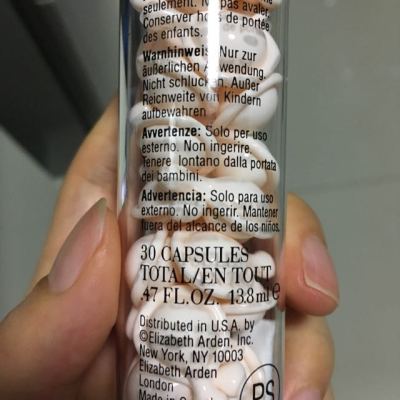 seulement. Ne pas avaler.
Conserver hors de portée
des enfants.
Warnhinweis: Nur zur
äußerlichen Anwendung.
Nicht schlucken. Außer
Reichweite von Kindern
aufbewahren
Avvertenze: Solo per uso
esterno. Non ingerire.
Tenere lontano dalla portata
dei bambini.
Advertencia: Solo para uso
externo. No ingerir. Mantener
fuera del alcance de los niños.
30 CAPSULES
TOTAL/EN TOUT
.47 FL.OZ. 13.8 ml e
Distributed in U.S.A. by
©Elizabeth Arden, Inc.
New York, NY 10003
Elizabeth Arden
London
Made in
PS